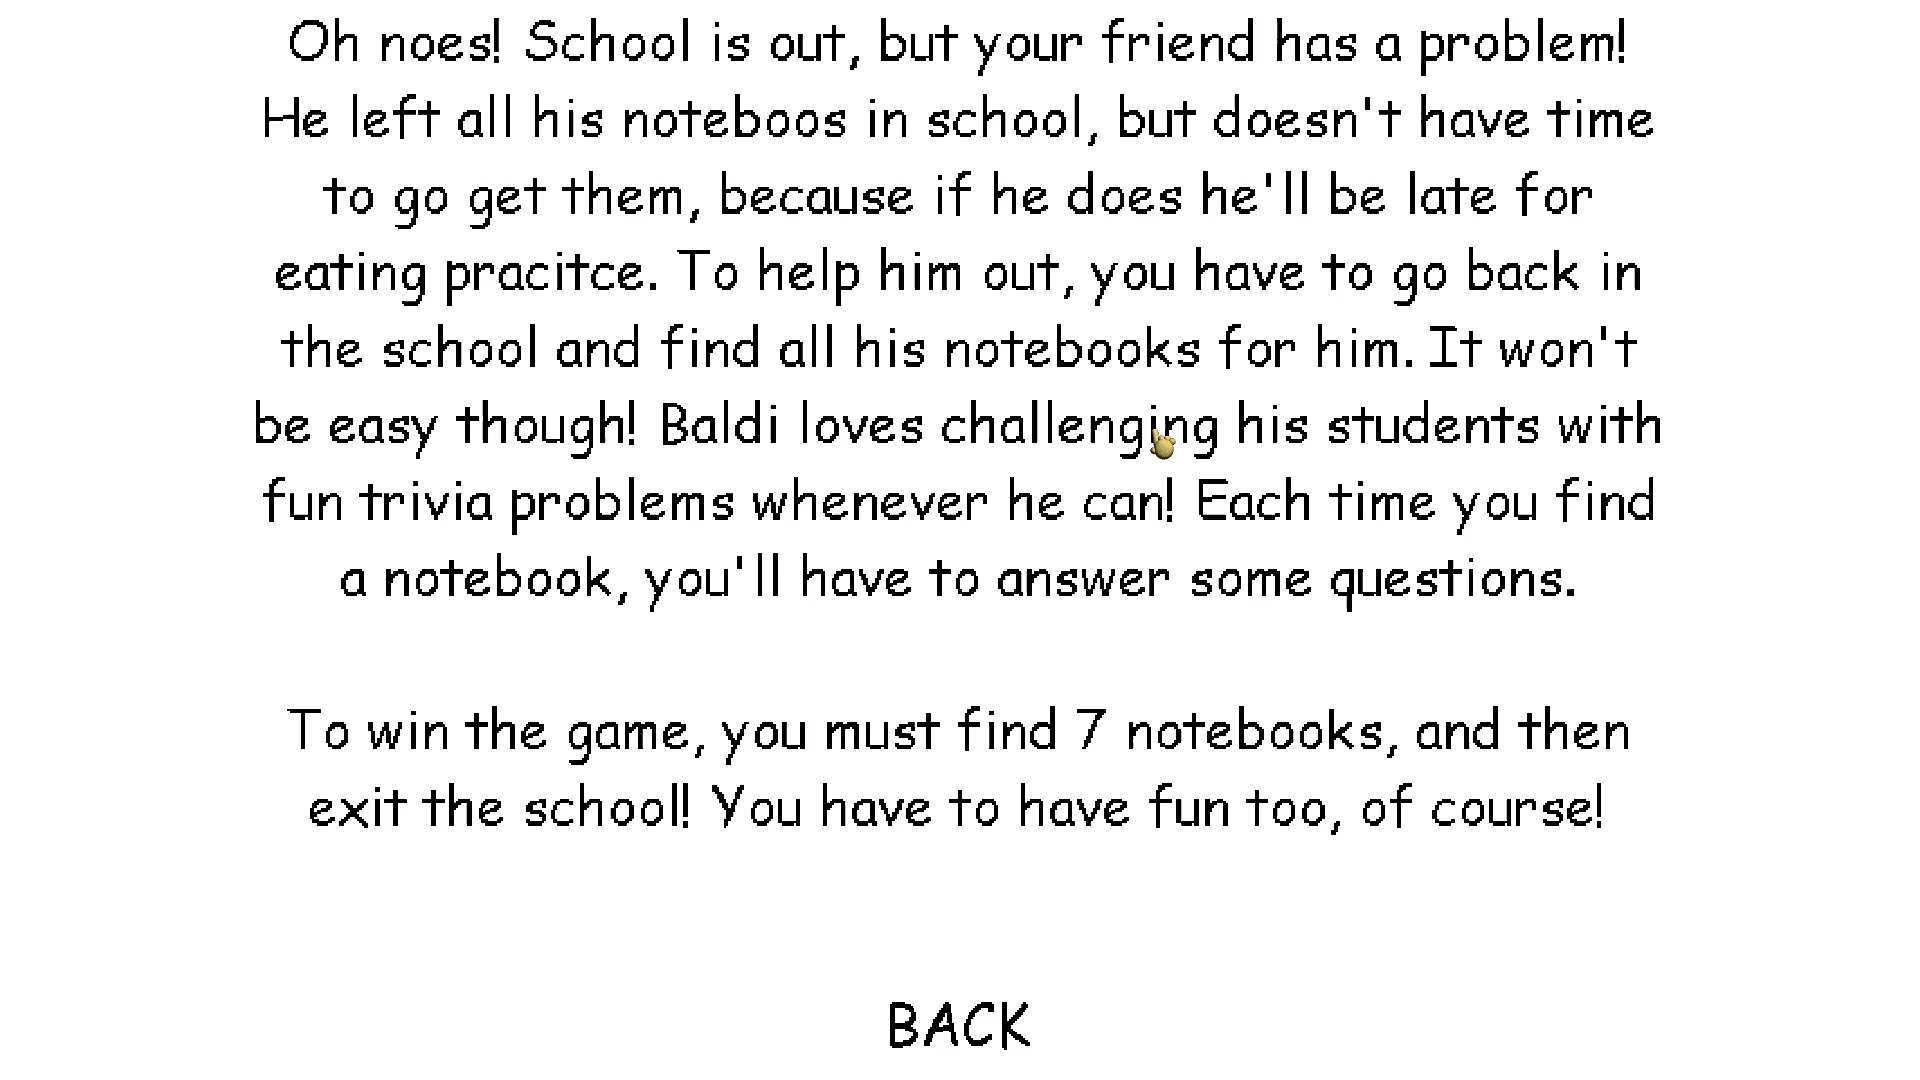 Oh noes! School is out, but your friend has a problem!
He left all his noteboos in school, but doesn't have time
to go get them, because if he does he'll be late for
eating pracitce. To help him out, you have to go back in
the school and find all his notebooks for him. It won't
be easy though! Baldi loves challenging his students with
fun trivia problems whenever he can! Each time you find
a notebook, you'll have to answer some questions.
To win the game, you must find 7 notebooks, and then
exit the school! You have to have fun too, of course!
BACK